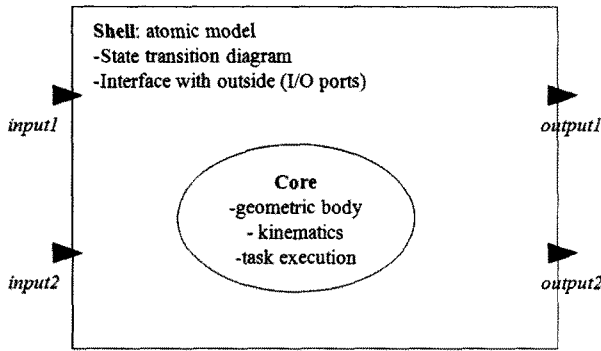 Shell: atomic model
-State transition diagram
-Interface with outside (I/O ports)
input1
output1
Core
-geometric body
- kinematics
-task execution
input2
output2